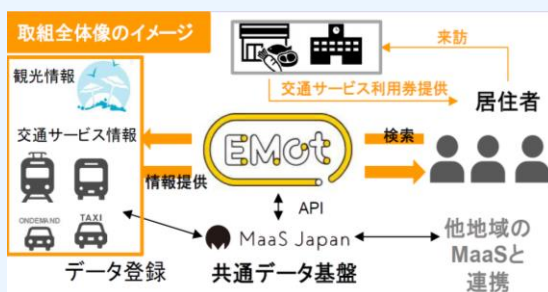 取組全体像のイメージ
来訪
観光情報
交通サービス利用券提供
居住者
交通サービス情報
EMot
検索
情報提供
API
ONDEMAND
TAXI
MaaS Japan
他地域の
MaaSと
連携
データ登録
共通データ基盤